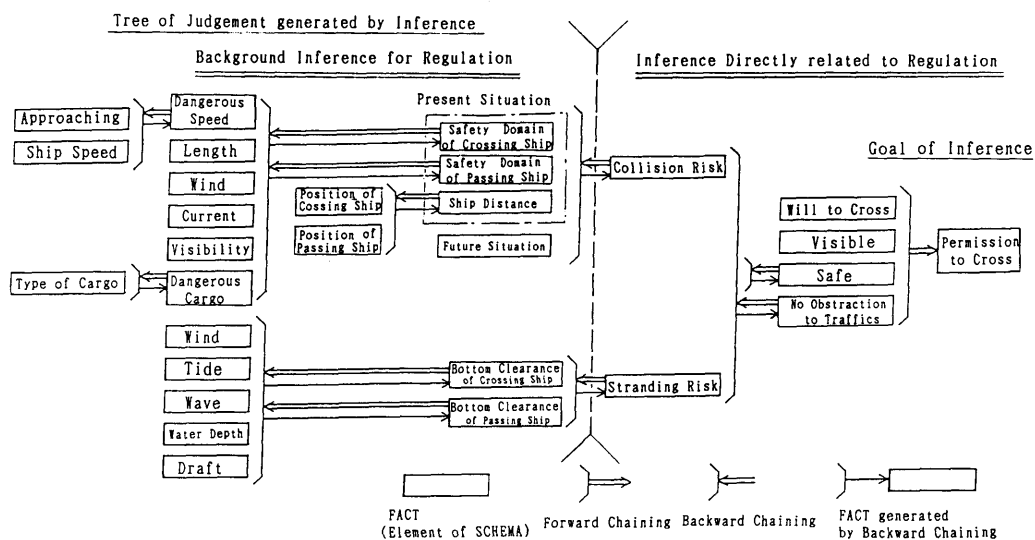 Tree of Judgement generated by Inference
Background Inference for Regulation
Inference Directly related to Regulation
Goal of Inference
Approaching
Ship Speed
Type of Cargo
Dangerous
Speed
Length
Wind
Current
Visibility
Dangerous
Cargo
Wind
Tide
Wave
Water Depth
Draft
Present Situation
Safety Domain
of Crossing Ship
Safety Domain
of Passing Ship
Ship Distance
Position of
Cossing Ship
Position of
Passing Ship
Future Situation
Bottom Clearance
of Crossing Ship
Bottom Clearance
of Passing Ship
Collision Risk
Stranding Risk
Will to Cross
Visible
Safe
No Obstraction
to Traffics
Permission
to Cross
FACT
(Element of SCHEMA)
Forward Chaining
Backward Chaining
FACT generated
by Backward Chaining